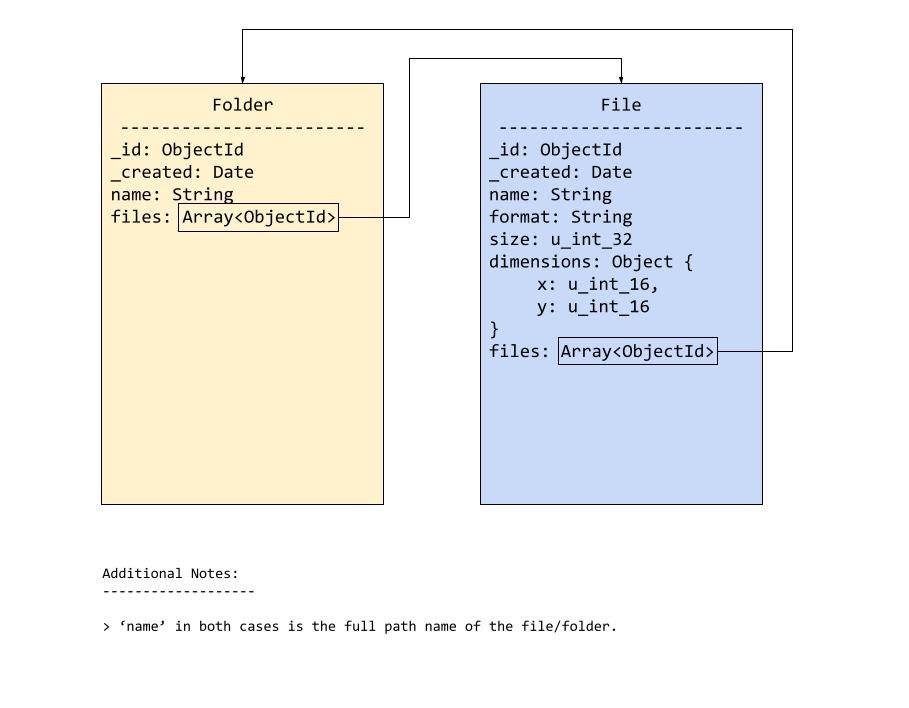 Folder
------------------------
_id: ObjectId
_created: Date
name: String
files: Array<ObjectId>
File
------------------------
_id: ObjectId
_created: Date
name: String
format: String
size: u_int_32
dimensions: Object {
x: u_int_16,
y: u_int_16
}
files: Array<ObjectId>
Additional Notes:
-------------------
> ‘name’ in both cases is the full path name of the file/folder.